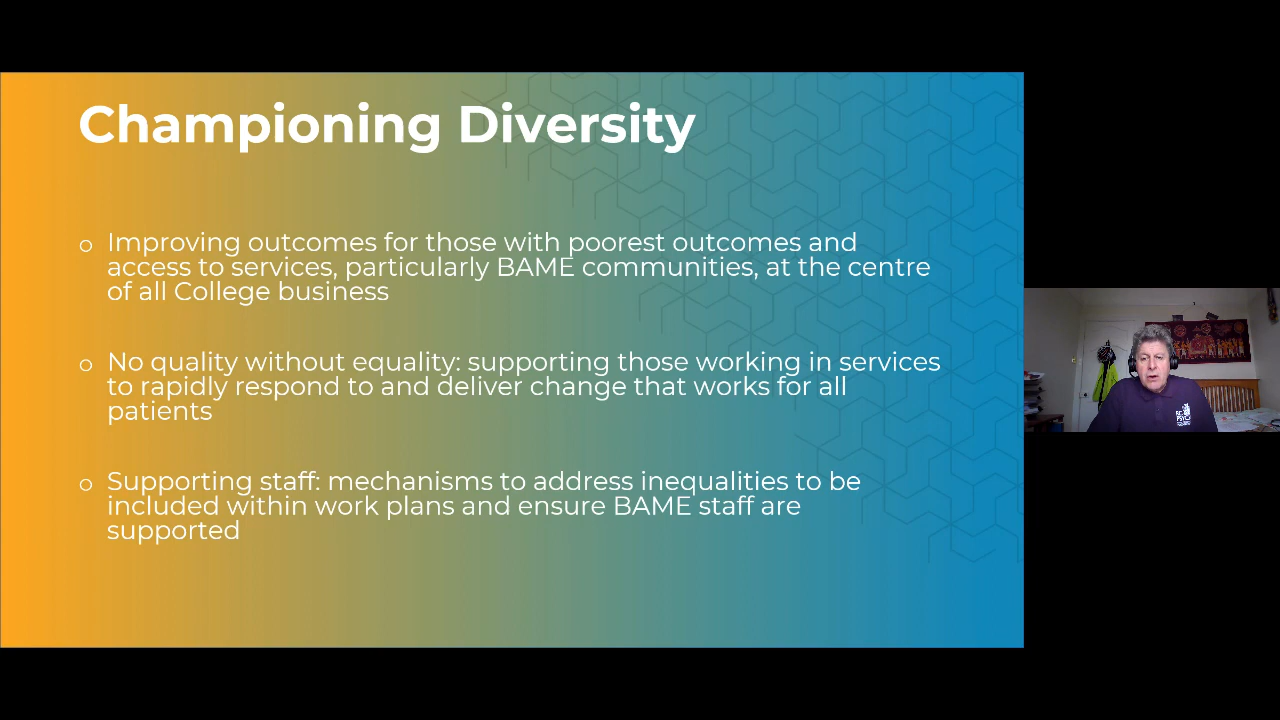 Championing Diversity
o Improving outcomes for those with poorest outcomes and
access to services, particularly BAME communities, at the centre
of all College business
o No quality without equality: supporting those working in services
to rapidly respond to and deliver change that works for all
patients
o Supporting staff: mechanisms to address inequalities to be
included within work plans and ensure BAME staff are
supported